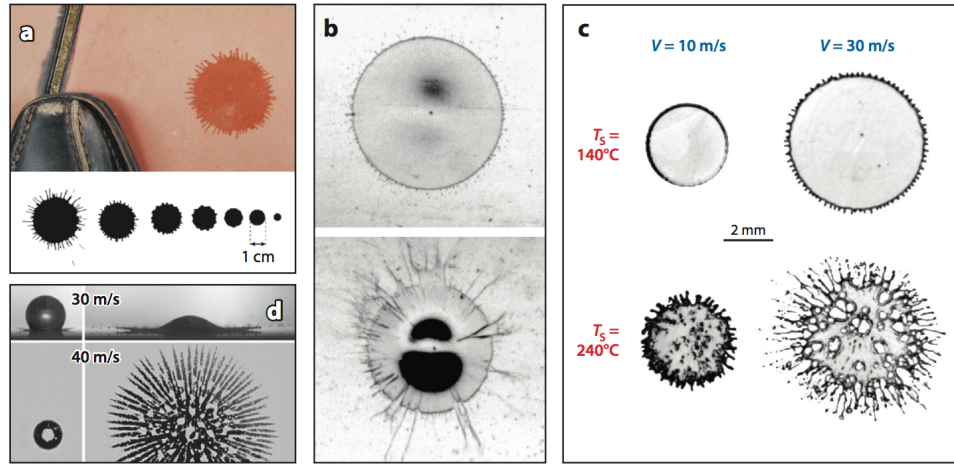 a
1 cm
b
c
V = 10 m/s
V = 30 m/s
T_S =
140°C
2 mm
T_S =
240°C
30 m/s
d
40 m/s